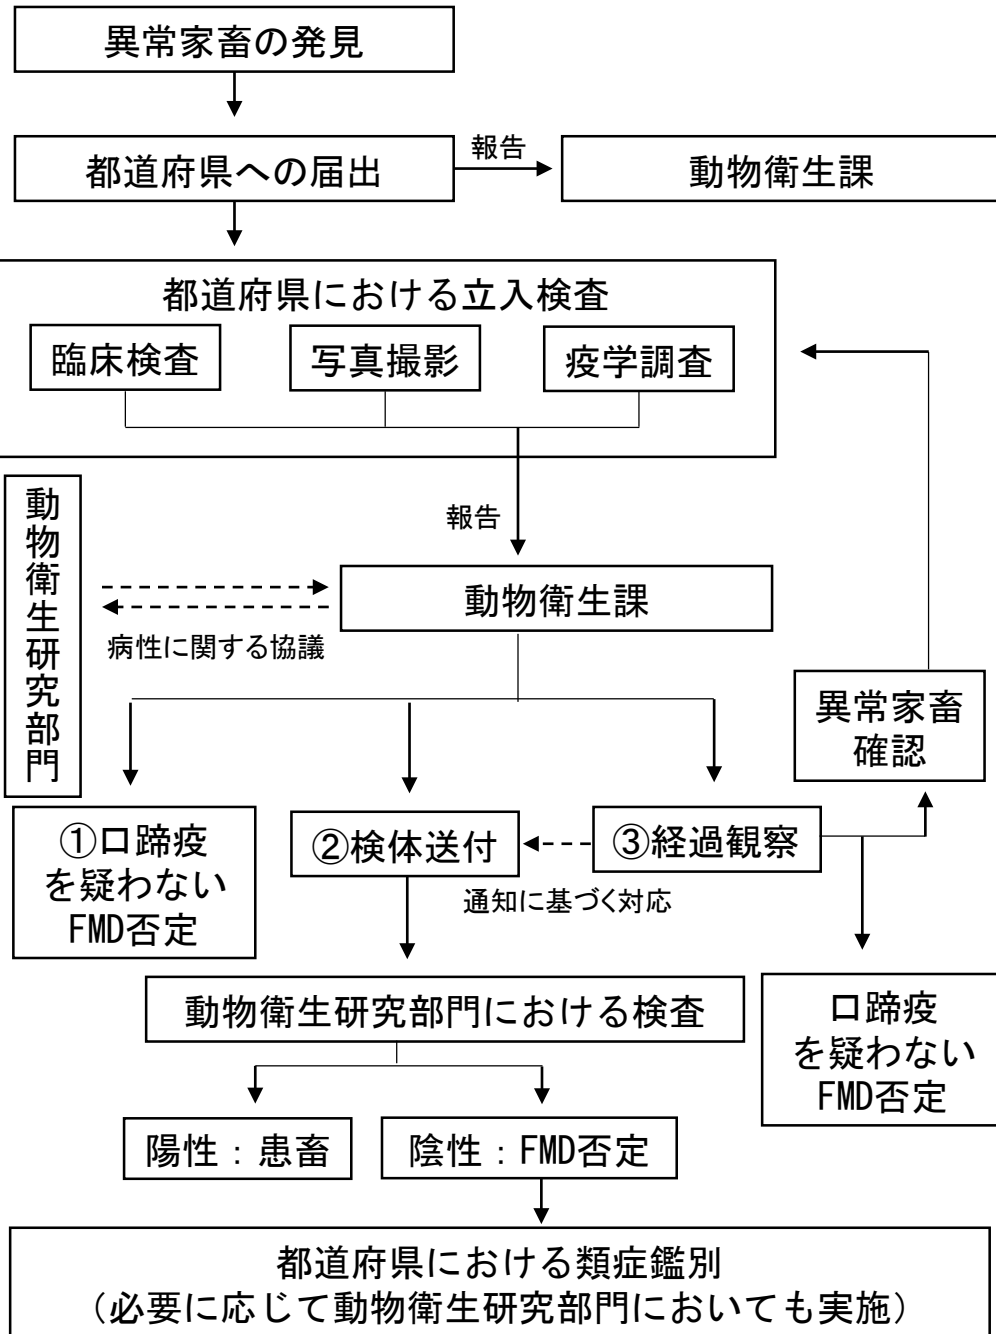 異常家畜の発見
都道府県への届出
報告
動物衛生課
都道府県における立入検査
臨床検査
写真撮影
疫学調査
動物衛生研究部門
報告
動物衛生課
病性に関する協議
異常家畜
確認
①口蹄疫
を疑わない
FMD否定
②検体送付
③経過観察
通知に基づく対応
動物衛生研究部門における検査
口蹄疫
を疑わない
FMD否定
陽性：患畜
陰性：FMD否定
都道府県における類症鑑別
（必要に応じて動物衛生研究部門においても実施）